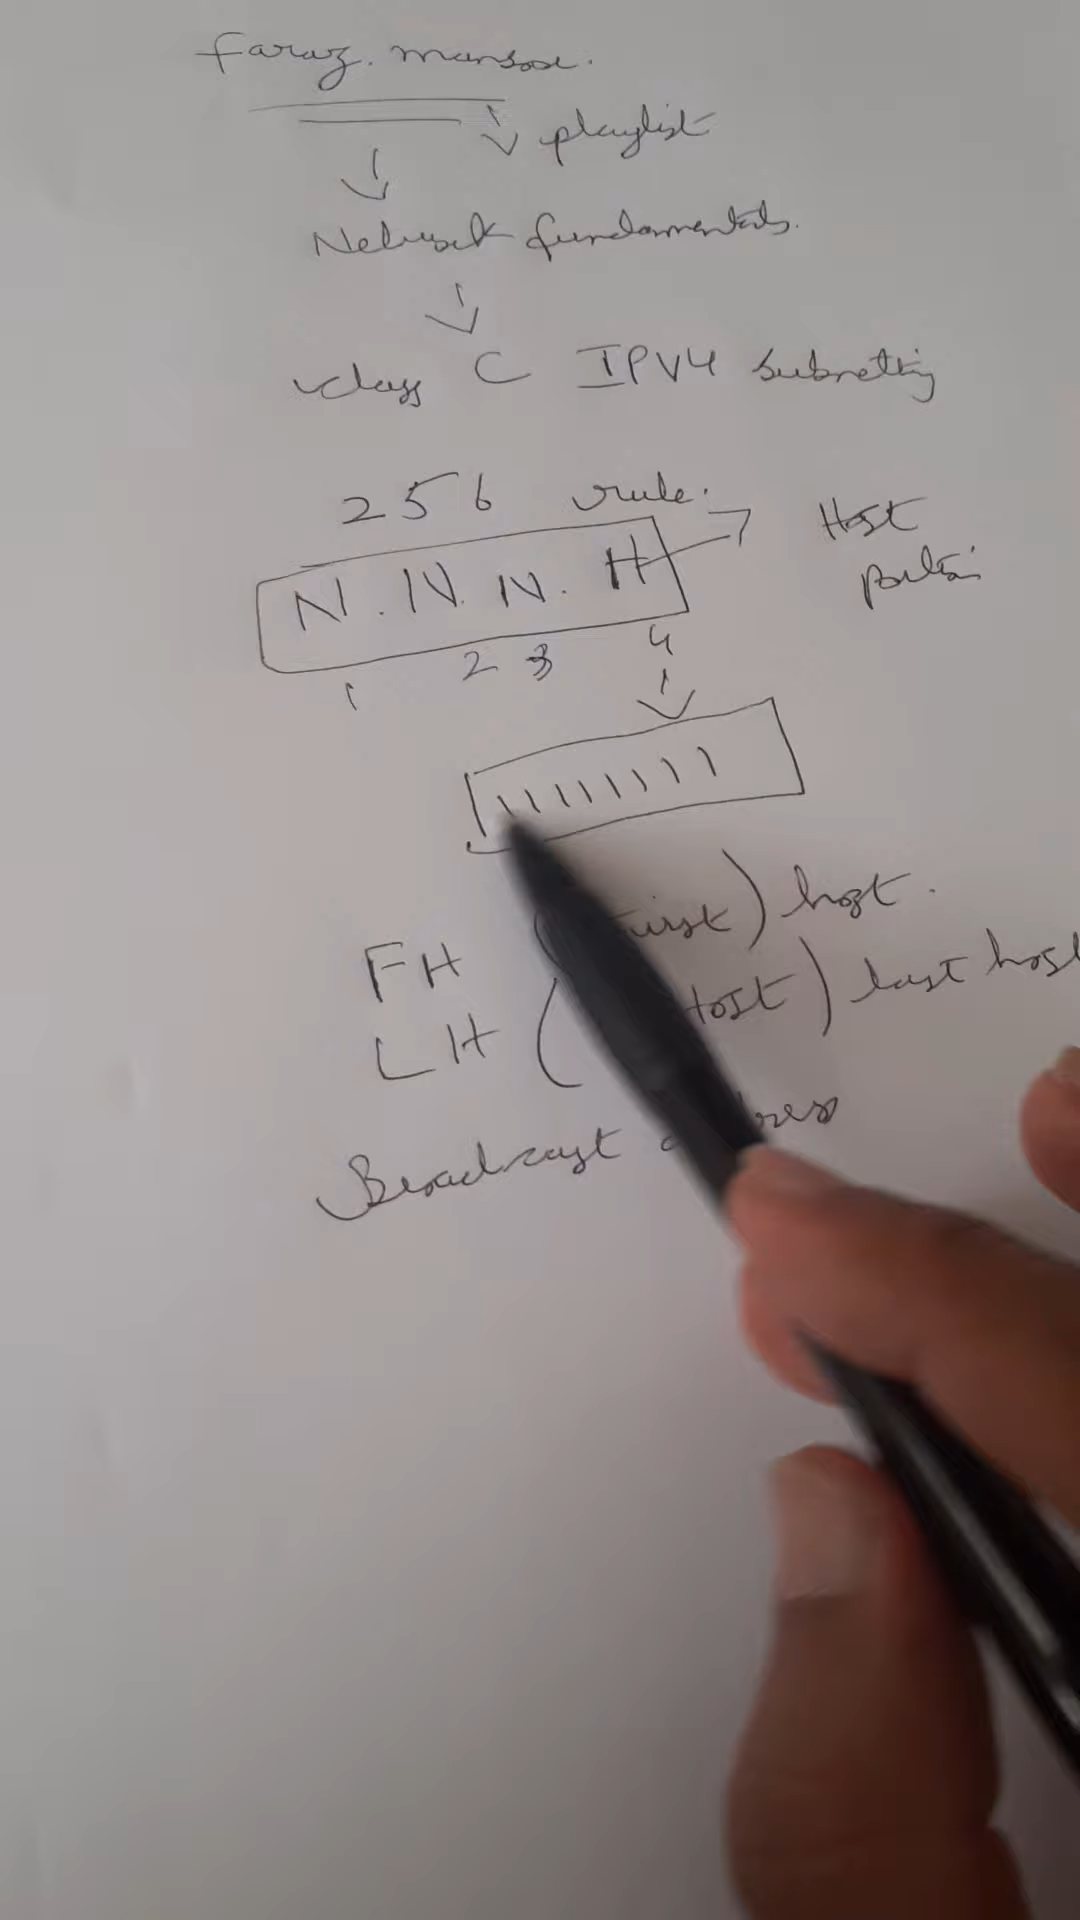 faraz. mansoor.
playlist
Network fundamentals.
class C IPV4 subnetting
256 rule.
N. N. N. H
Host
portion
1 2 3 4
11111111
FH host.
LH ( Host) last host
Broadcast